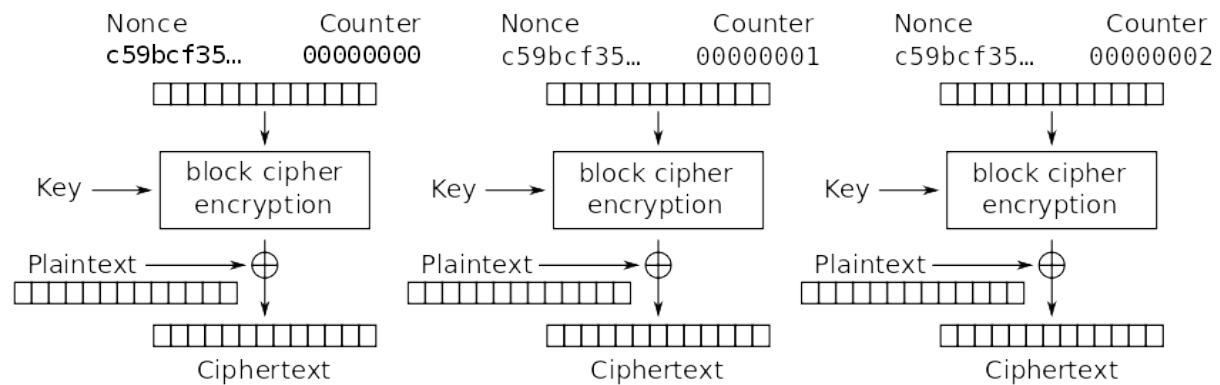 Nonce Counter Nonce Counter Nonce Counter
c59bcf35… 00000000 c59bcf35… 00000001 c59bcf35… 00000002
block cipher block cipher block cipher
Key Key Key
encryption encryption encryption
Plaintext Plaintext Plaintext
Ciphertext Ciphertext Ciphertext